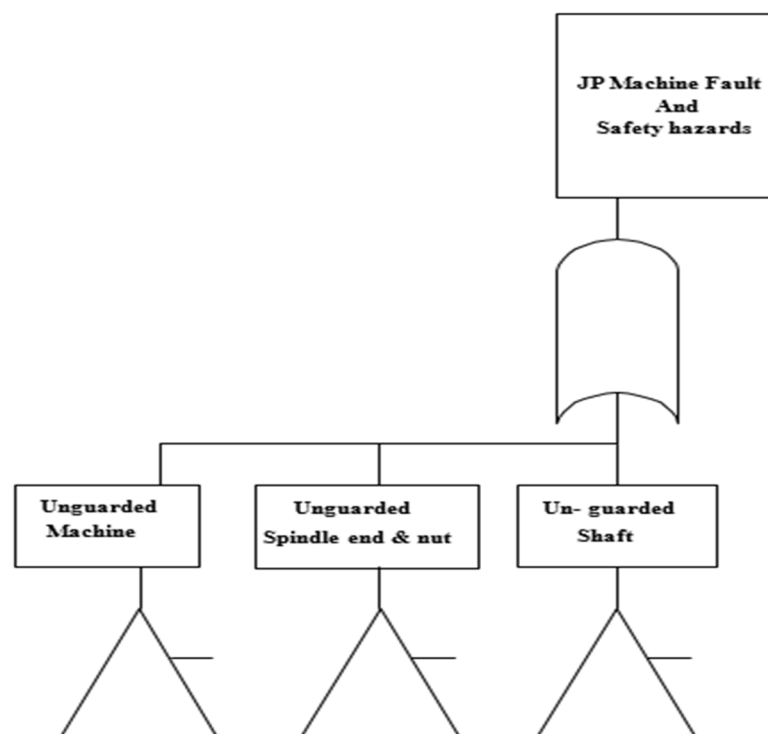 JP Machine Fault
And
Safety hazards
Unguarded
Machine
Unguarded
Spindle end & nut
Un- guarded
Shaft